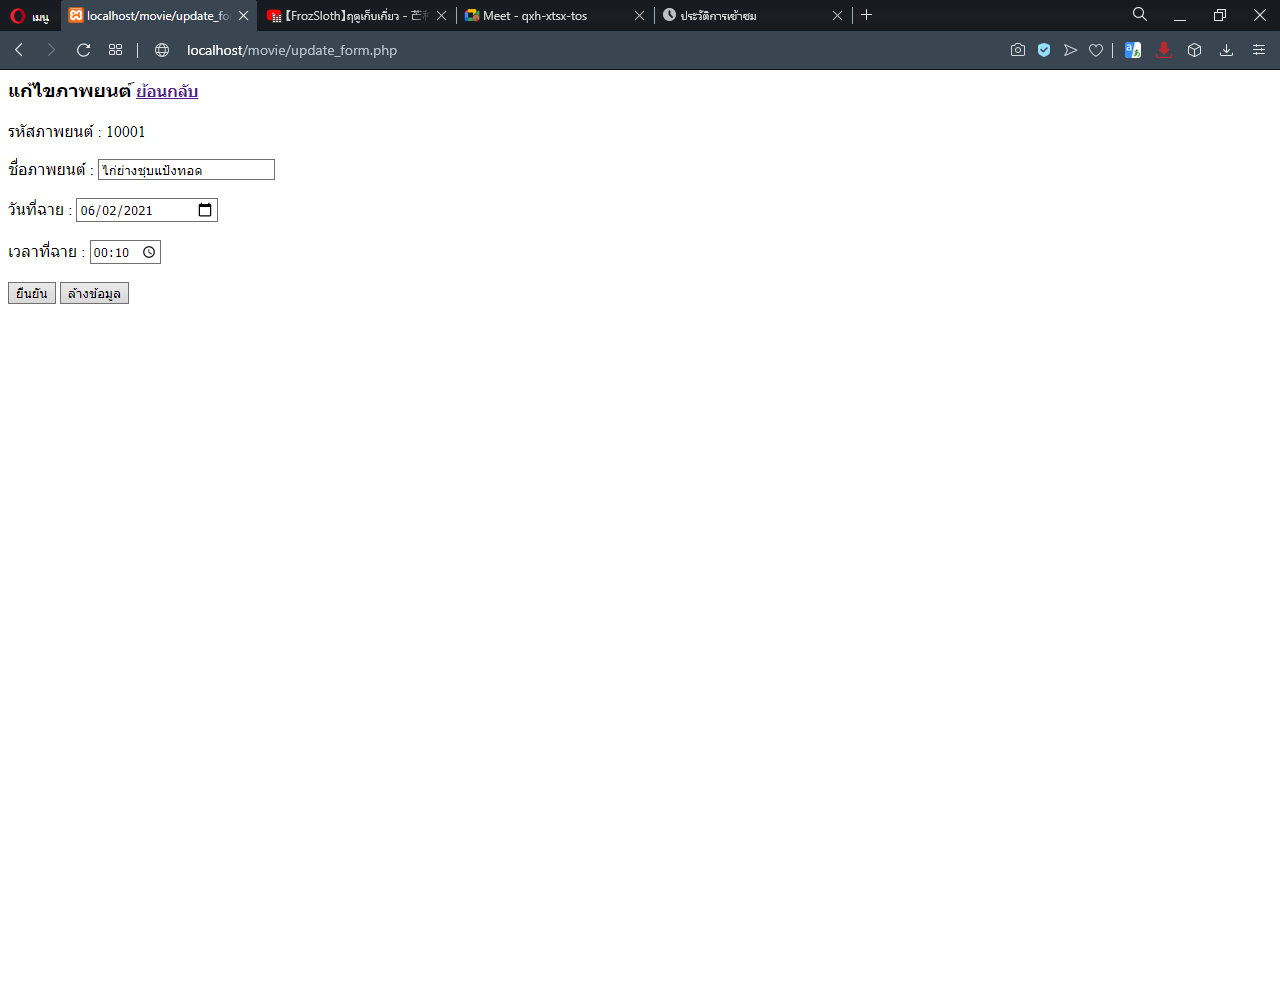 เมนู
localhost/movie/update_fo
【FrozSloth】ฤดูเก็บเกี่ยว - 芒
Meet - qxh-xtsx-tos
ประวัติการเข้าชม
localhost/movie/update_form.php
แก้ไขภาพยนต์ ย้อนกลับ
รหัสภาพยนต์ : 10001
ชื่อภาพยนต์ : ไก่ย่างชุบแป้งทอด
วันที่ฉาย : 06/02/2021
เวลาที่ฉาย : 00:10
ยืนยัน ล้างข้อมูล